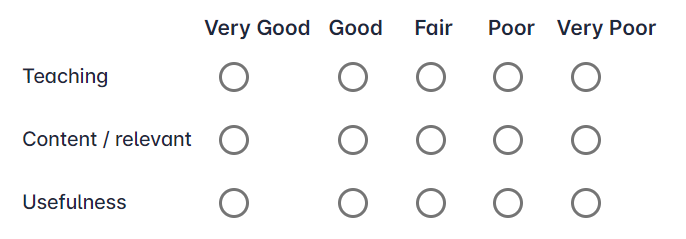 Very Good Good Fair Poor Very Poor
Teaching
Content / relevant
Usefulness